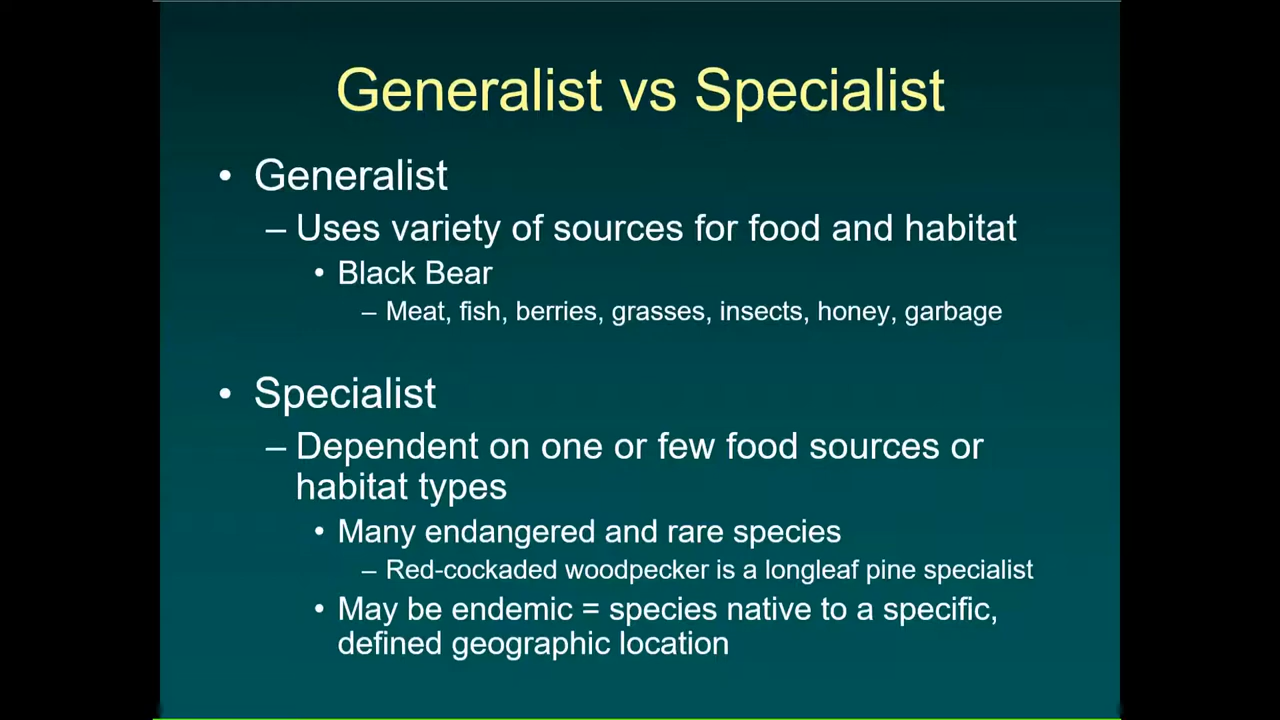 Generalist vs Specialist
• Generalist
– Uses variety of sources for food and habitat
• Black Bear
– Meat, fish, berries, grasses, insects, honey, garbage
• Specialist
– Dependent on one or few food sources or
habitat types
• Many endangered and rare species
– Red-cockaded woodpecker is a longleaf pine specialist
• May be endemic = species native to a specific,
defined geographic location